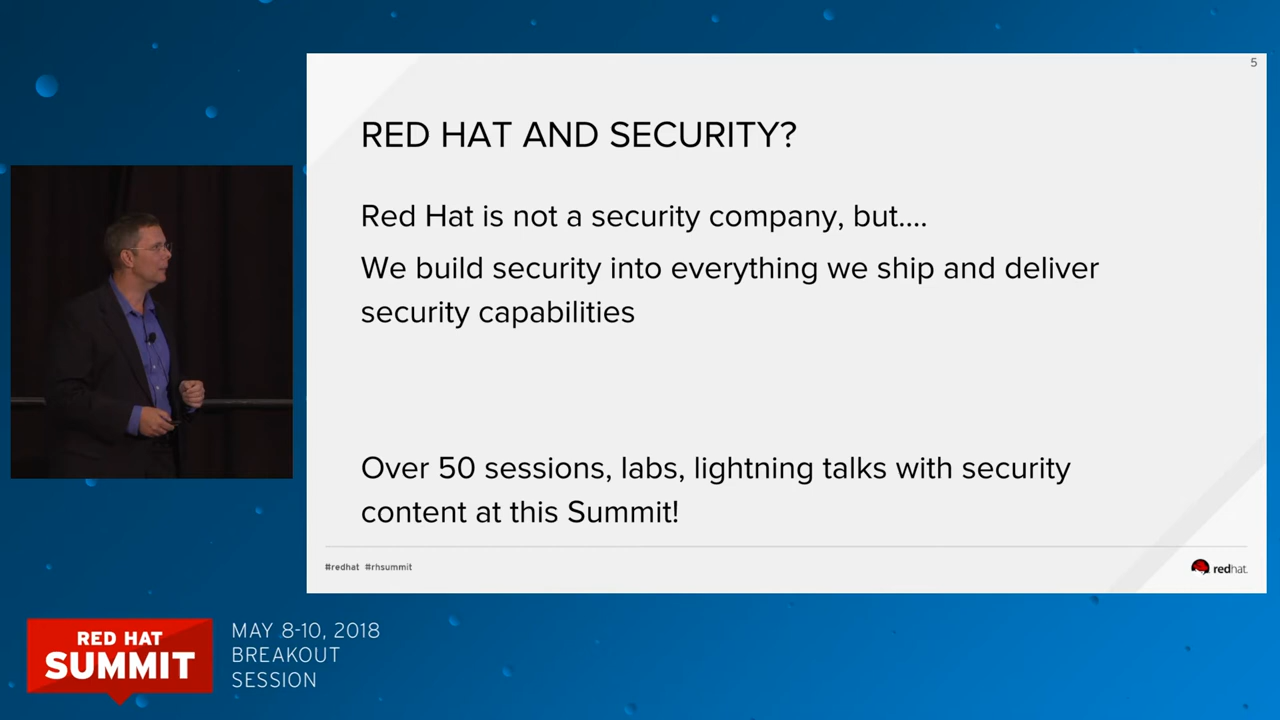 5
RED HAT AND SECURITY?
Red Hat is not a security company, but....
We build security into everything we ship and deliver
security capabilities
Over 50 sessions, labs, lightning talks with security
content at this Summit!
#redhat #rhsummit
redhat.
RED HAT
SUMMIT
MAY 8-10, 2018
BREAKOUT
SESSION